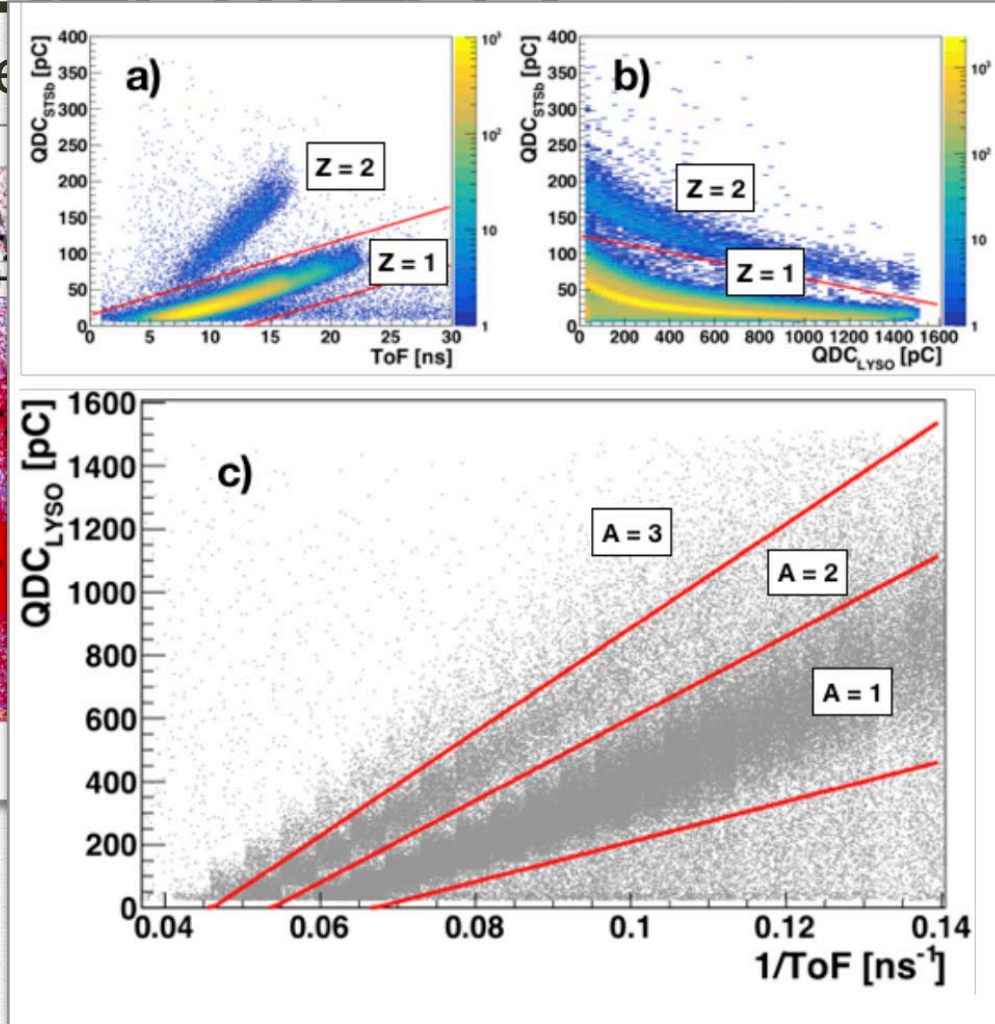 a)
QDC_STSb [pC]
400
350
300
250
200
150
100
50
0
Z = 2
Z = 1
0 5 10 15 20 25 30
ToF [ns]
10³
10²
10
1
b)
QDC_STSb [pC]
400
350
300
250
200
150
100
50
0
Z = 2
Z = 1
0 200 400 600 800 1000 1200 1400 1600
QDC_LYSO [pC]
10³
10²
10
1
c)
QDC_LYSO [pC]
1600
1400
1200
1000
800
600
400
200
0
A = 3
A = 2
A = 1
0.04 0.06 0.08 0.1 0.12 0.14
1/ToF [ns⁻¹]